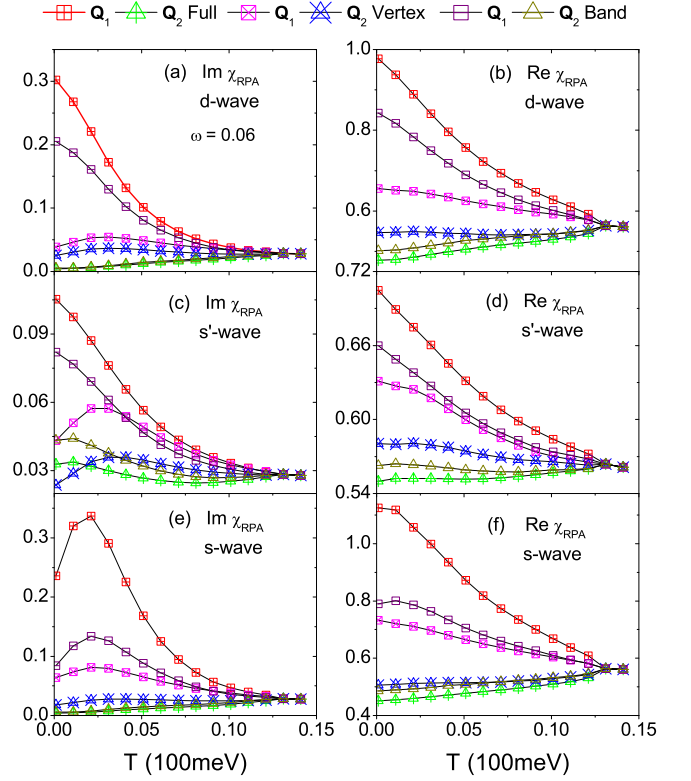 Q₁ Q₂ Full Q₁ Q₂ Vertex Q₁ Q₂ Band
(a) Im χRPA
d-wave
ω = 0.06
0.3
0.2
0.1
0.0
(b) Re χRPA
d-wave
1.0
0.8
0.6
0.72
(c) Im χRPA
s'-wave
0.09
0.06
0.03
(d) Re χRPA
s'-wave
0.66
0.60
0.54
(e) Im χRPA
s-wave
0.3
0.2
0.1
0.0
0.00 0.05 0.10 0.15
T (100meV)
(f) Re χRPA
s-wave
1.0
0.8
0.6
0.4
0.00 0.05 0.10 0.15
T (100meV)